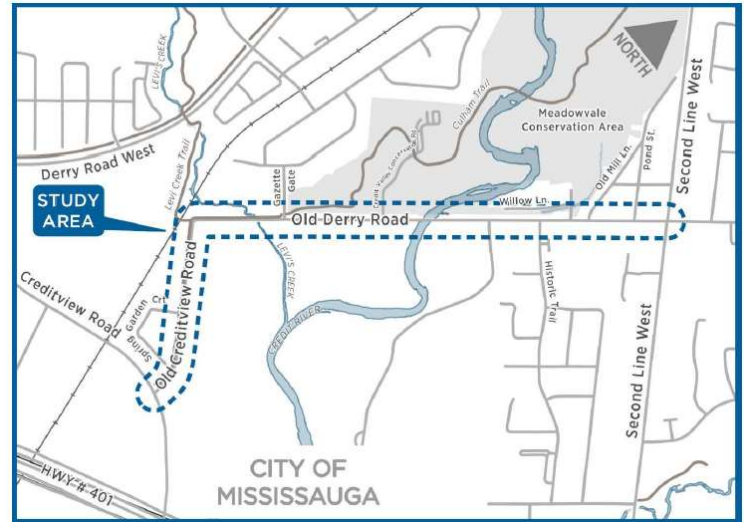 LEVI'S CREEK
NORTH
Second Line West
Culham Trail
Meadowvale
Conservation Area
Derry Road West
Levi Creek Trail
Gazette
Gate
Old Mill Ln.
Pond St.
STUDY
AREA
Willow Ln.
Old Derry Road
LEVI'S CREEK
Historic Trail
Creditview Road
Old Creditview Road
Spring Garden Crt
CREDIT RIVER
Second Line West
CITY OF
MISSISSAUGA
HWY # 401